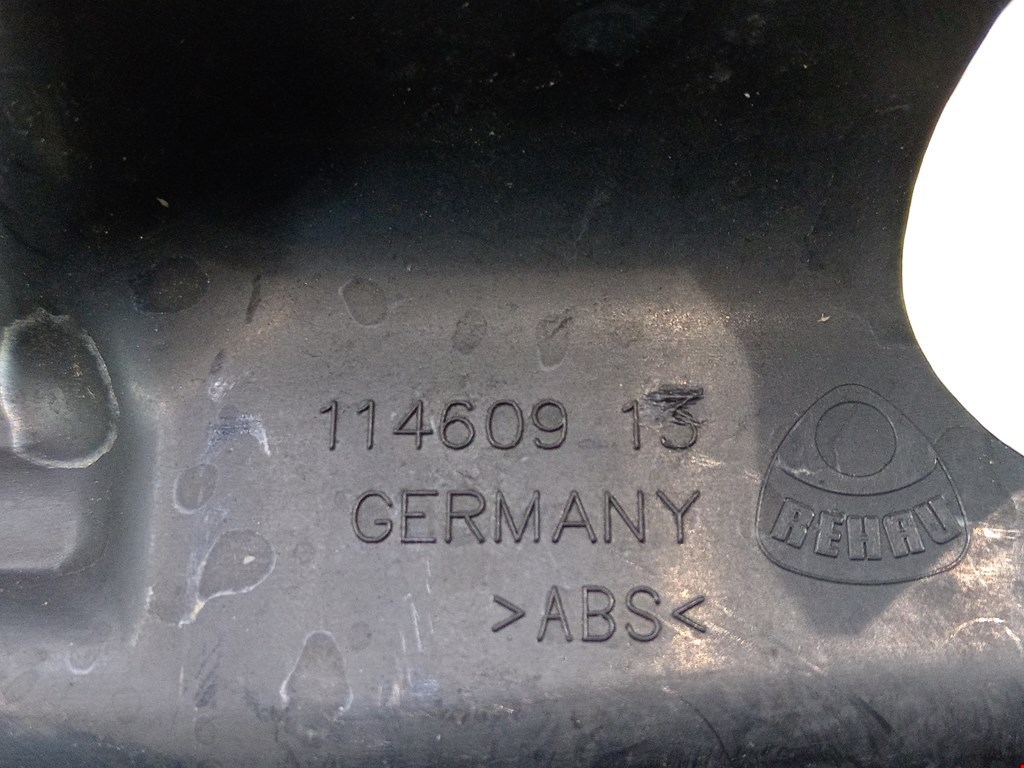 114609 13
GERMANY
>ABS<
REHAU